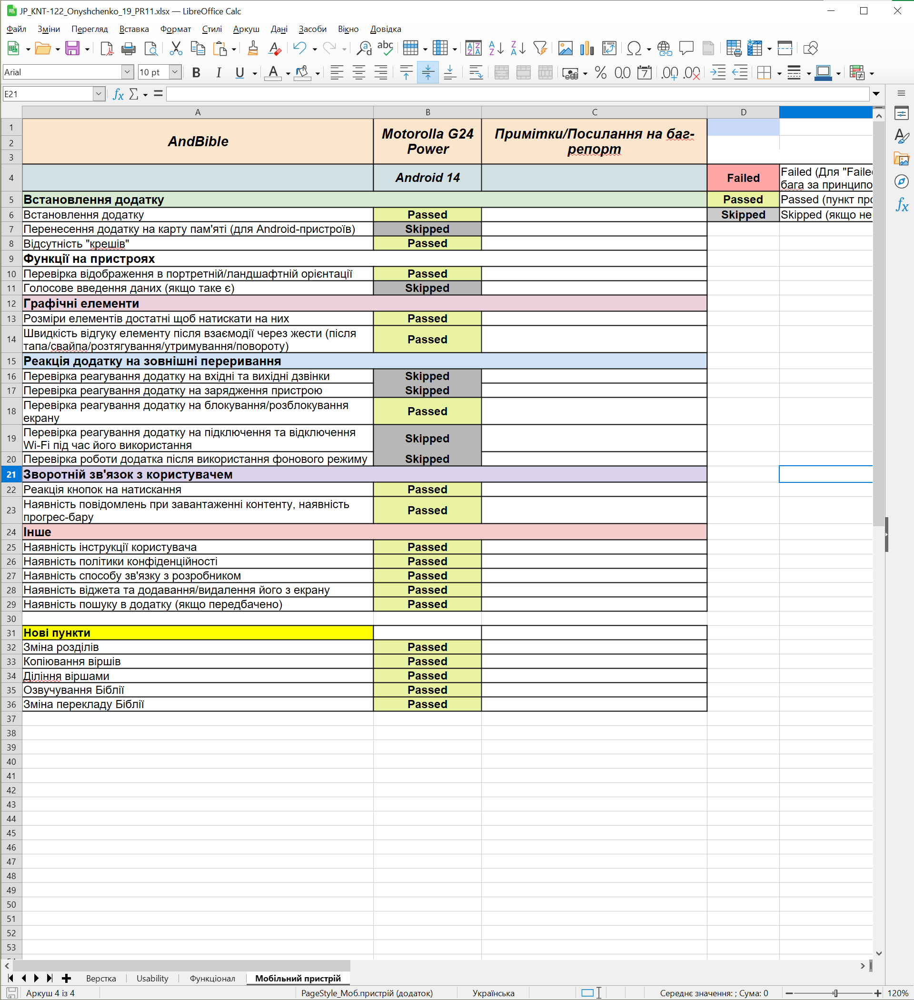 JP_KNT-122_Onyshchenko_19_PR11.xlsx — LibreOffice Calc
Файл Зміни Перегляд Вставка Формат Стилі Аркуш Дані Засоби Вікно Довідка
Arial 10 pt
E21
A B C D
1 AndBible Motorolla G24 Power Примітки/Посилання на баг-репорт
2
3
4 Android 14 Failed Failed (Для "Faile
бага за принципо
5 Встановлення додатку Passed Passed (пункт про
6 Встановлення додатку Passed Skipped Skipped (якщо не
7 Перенесення додатку на карту пам'яті (для Android-пристроїв) Skipped
8 Відсутність "крешів" Passed
9 Функції на пристроях
10 Перевірка відображення в портретній/ландшафтній орієнтації Passed
11 Голосове введення даних (якщо таке є) Skipped
12 Графічні елементи
13 Розміри елементів достатні щоб натискати на них Passed
14 Швидкість відгуку елементу після взаємодії через жести (після
тапа/свайпа/розтягування/утримування/повороту) Passed
15 Реакція додатку на зовнішні переривання
16 Перевірка реагування додатку на вхідні та вихідні дзвінки Skipped
17 Перевірка реагування додатку на зарядження пристрою Skipped
18 Перевірка реагування додатку на блокування/розблокування
екрану Passed
19 Перевірка реагування додатку на підключення та відключення
Wi-Fi під час його використання Skipped
20 Перевірка роботи додатка після використання фонового режиму Skipped
21 Зворотній зв'язок з користувачем
22 Реакція кнопок на натискання Passed
23 Наявність повідомлень при завантаженні контенту, наявність
прогрес-бару Passed
24 Інше
25 Наявність інструкції користувача Passed
26 Наявність політики конфіденційності Passed
27 Наявність способу зв'язку з розробником Passed
28 Наявність віджета та додавання/видалення його з екрану Passed
29 Наявність пошуку в додатку (якщо передбачено) Passed
30
31 Нові пункти
32 Зміна розділів Passed
33 Копіювання віршів Passed
34 Діління віршами Passed
35 Озвучування Біблії Passed
36 Зміна перекладу Біблії Passed
37
38
39
40
41
42
43
44
45
46
47
48
49
50
51
52
53
Верстка Usability Функціонал Мобільний пристрій
Аркуш 4 із 4 PageStyle_Моб.пристрій (додаток) Українська Середнє значення: ; Сума: 0 120%